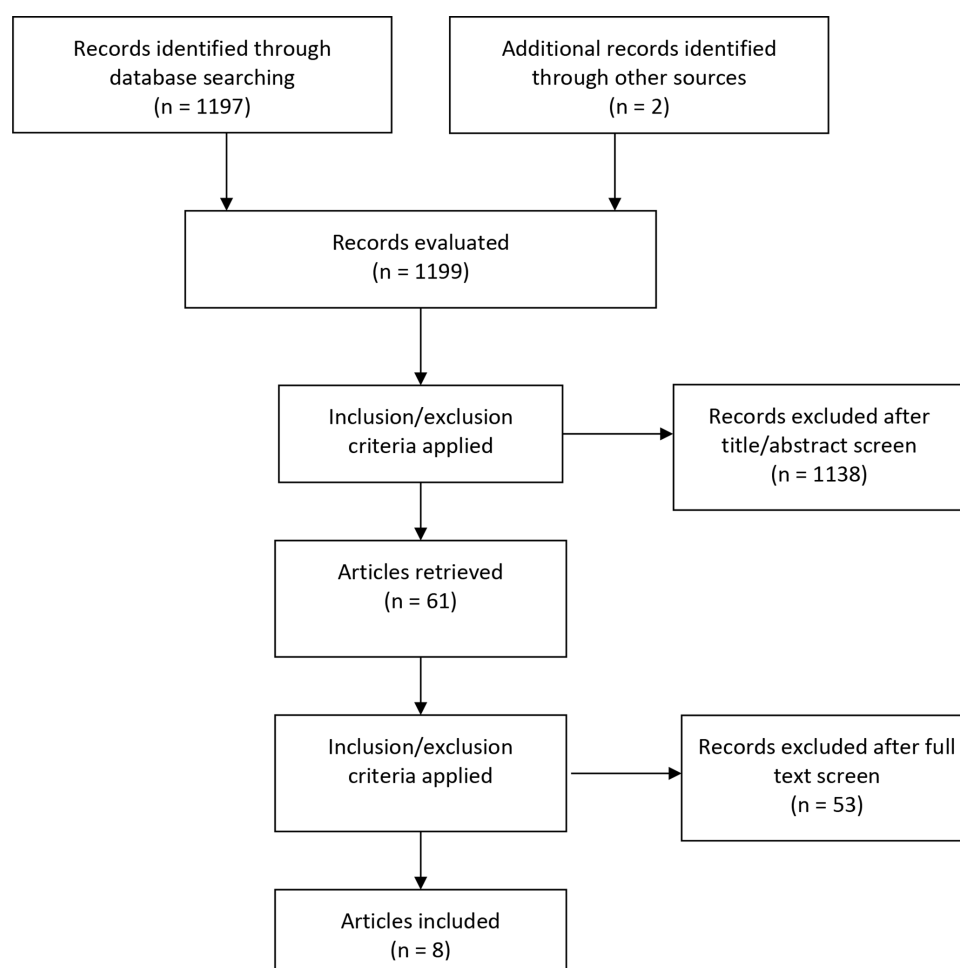 Records identified through
database searching
(n = 1197)
Additional records identified
through other sources
(n = 2)
Records evaluated
(n = 1199)
Inclusion/exclusion
criteria applied
Records excluded after
title/abstract screen
(n = 1138)
Articles retrieved
(n = 61)
Inclusion/exclusion
criteria applied
Records excluded after full
text screen
(n = 53)
Articles included
(n = 8)